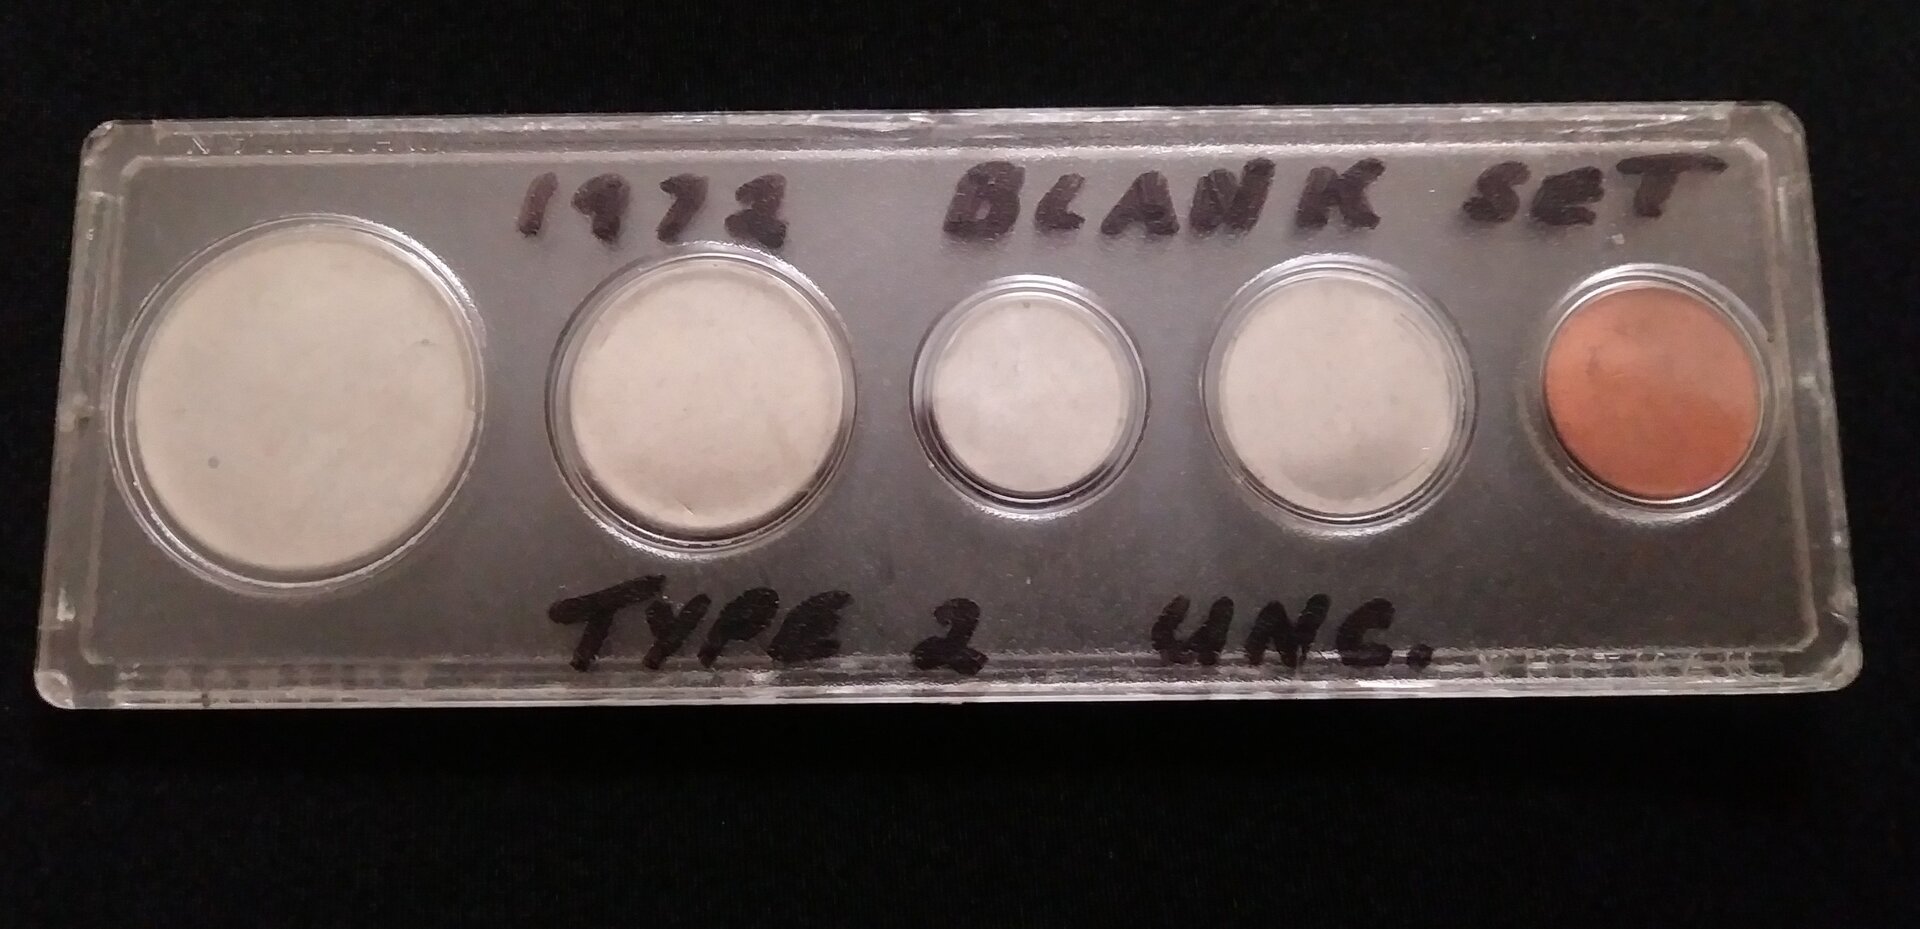 1972 BLANK SET
TYPE 2 UNC.